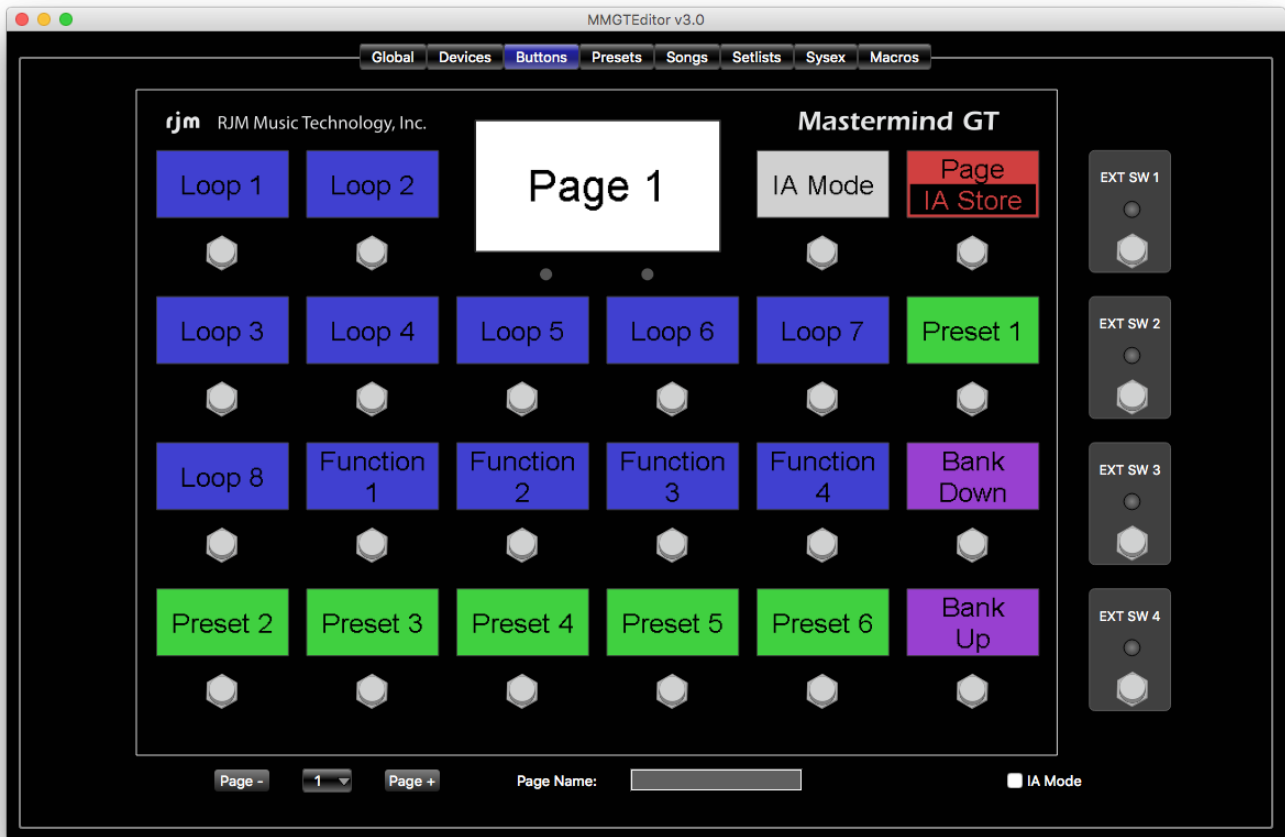 MMGTEditor v3.0
Global Devices Buttons Presets Songs Setlists Sysex Macros
rjm RJM Music Technology, Inc.
Mastermind GT
Loop 1
Loop 2
Page 1
IA Mode
Page
IA Store
EXT SW 1
Loop 3
Loop 4
Loop 5
Loop 6
Loop 7
Preset 1
EXT SW 2
Loop 8
Function
1
Function
2
Function
3
Function
4
Bank
Down
EXT SW 3
Preset 2
Preset 3
Preset 4
Preset 5
Preset 6
Bank
Up
EXT SW 4
Page -
1
Page +
Page Name:
IA Mode